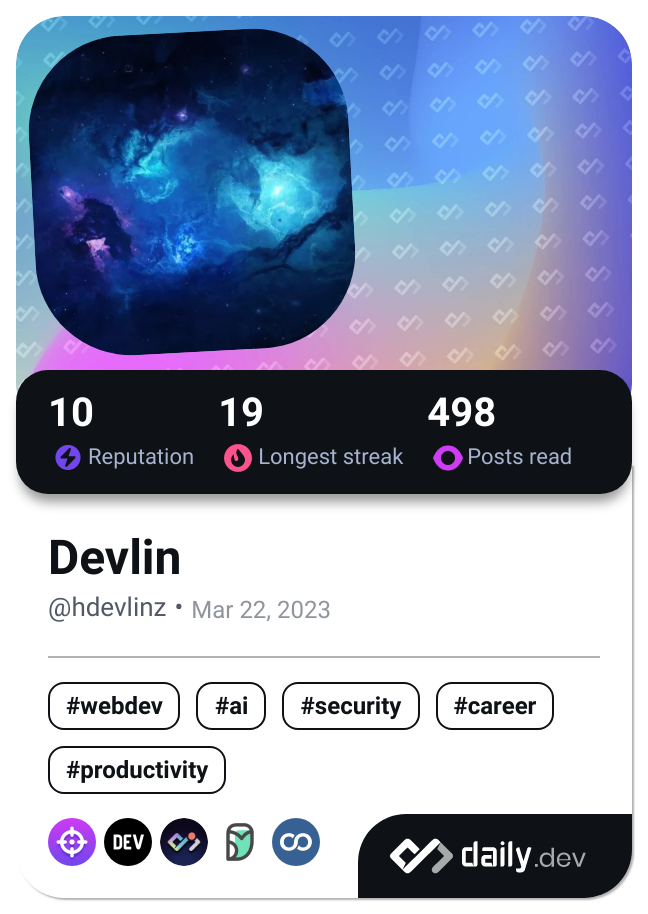 10 19 498
Reputation Longest streak Posts read
Devlin
@hdevlinz • Mar 22, 2023
#webdev #ai #security #career
#productivity
DEV
daily.dev